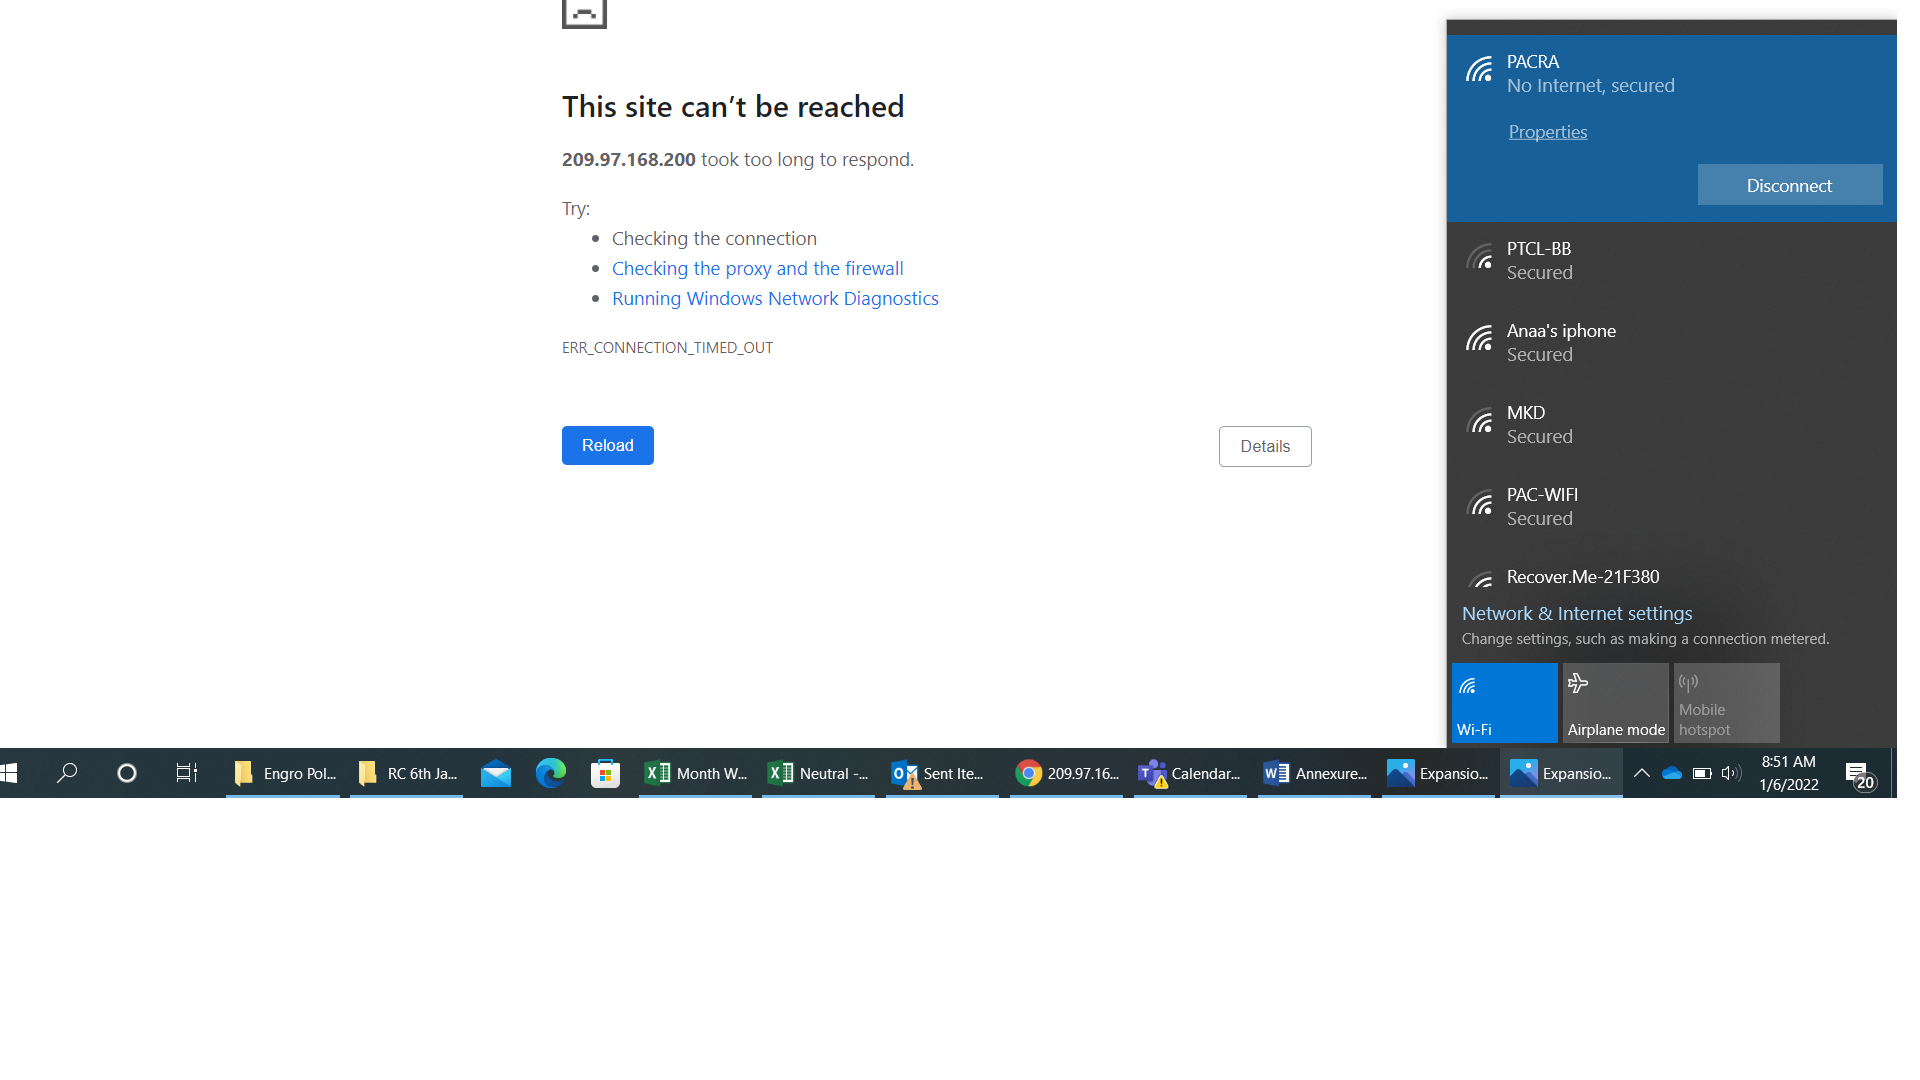 This site can’t be reached
209.97.168.200 took too long to respond.
Try:
Checking the connection
Checking the proxy and the firewall
Running Windows Network Diagnostics
ERR_CONNECTION_TIMED_OUT
Reload
Details
PACRA
No Internet, secured
Properties
Disconnect
PTCL-BB
Secured
Anaa's iphone
Secured
MKD
Secured
PAC-WIFI
Secured
Recover.Me-21F380
Network & Internet settings
Change settings, such as making a connection metered.
Wi-Fi
Airplane mode
Mobile
hotspot
Engro Pol...
RC 6th Ja...
Month W...
Neutral -...
Sent Ite...
209.97.16...
Calendar...
Annexure...
Expansio...
Expansio...
8:51 AM
1/6/2022
20